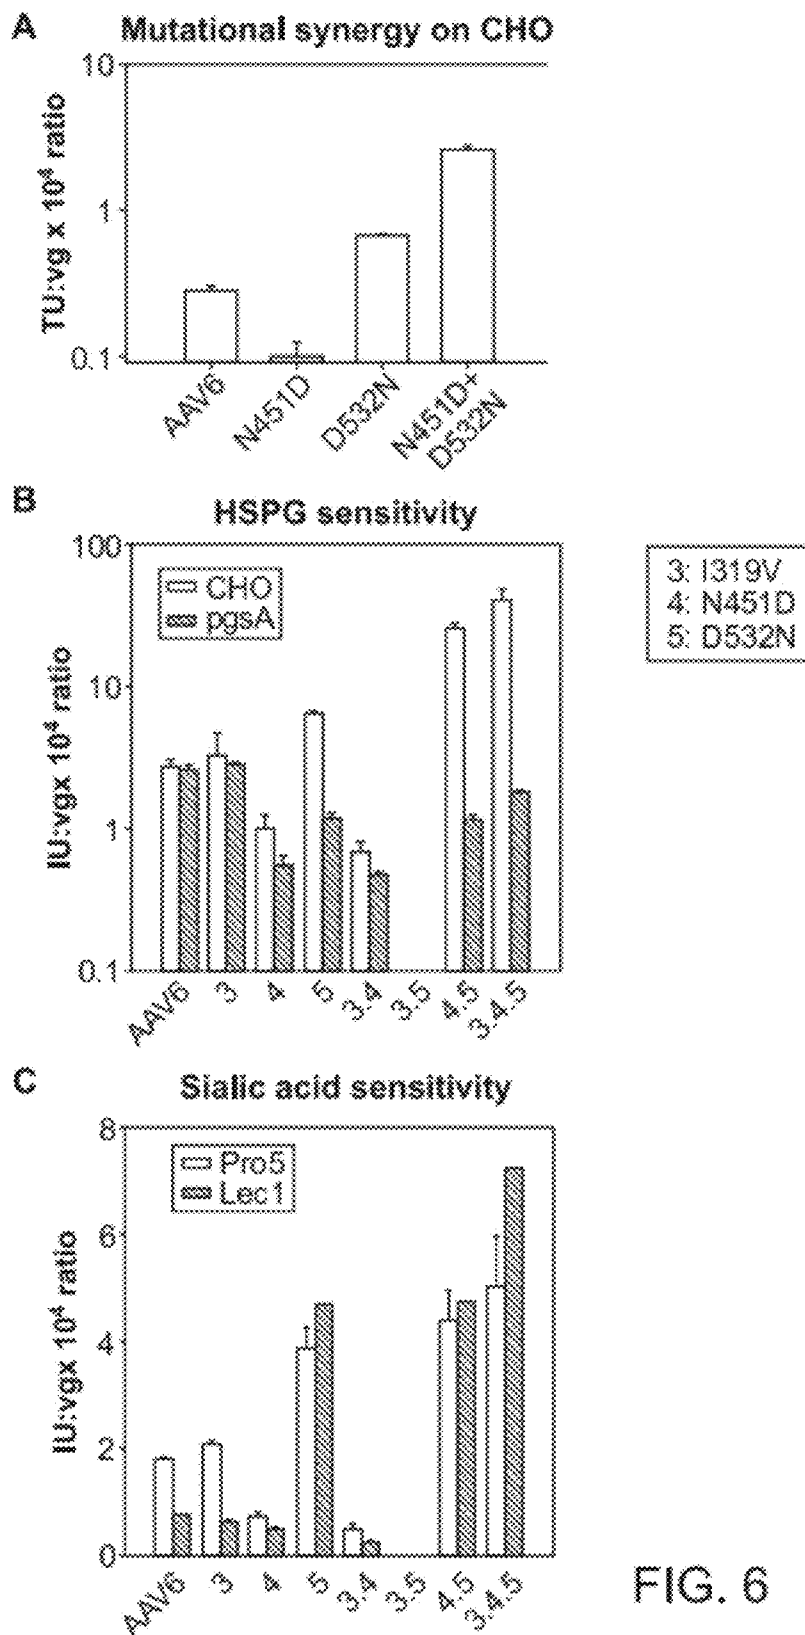 A Mutational synergy on CHO
TU:vg x 10⁴ ratio
10
1
0.1
AAV6
N451D
D532N
N451D+
D532N
B HSPG sensitivity
IU:vgx 10⁴ ratio
100
10
1
0.1
CHO
pgsA
AAV6
3
4
5
3.4
3.5
4.5
3.4.5
3: I319V
4: N451D
5: D532N
C Sialic acid sensitivity
IU:vgx 10⁴ ratio
8
6
4
2
0
Pro5
Lec1
AAV6
3
4
5
3.4
3.5
4.5
3.4.5
FIG. 6